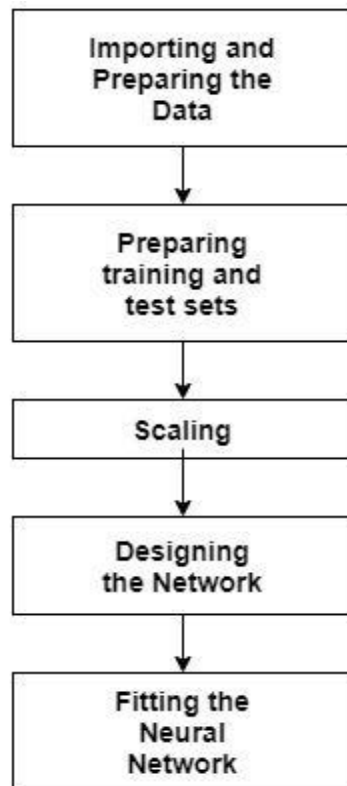 Importing and
Preparing the
Data
Preparing
training and
test sets
Scaling
Designing
the Network
Fitting the
Neural
Network